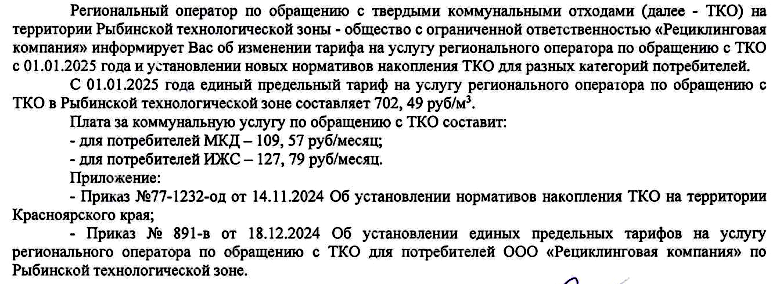 Региональный оператор по обращению с твердыми коммунальными отходами (далее - ТКО) на
территории Рыбинской технологической зоны - общество с ограниченной ответственностью «Рециклинговая
компания» информирует Вас об изменении тарифа на услугу регионального оператора по обращению с ТКО
с 01.01.2025 года и установлении новых нормативов накопления ТКО для разных категорий потребителей.
С 01.01.2025 года единый предельный тариф на услугу регионального оператора по обращению с
ТКО в Рыбинской технологической зоне составляет 702, 49 руб/м³.
Плата за коммунальную услугу по обращению с ТКО составит:
- для потребителей МКД – 109, 57 руб/месяц;
- для потребителей ИЖС – 127, 79 руб/месяц.
Приложение:
- Приказ №77-1232-од от 14.11.2024 Об установлении нормативов накопления ТКО на территории
Красноярского края;
- Приказ № 891-в от 18.12.2024 Об установлении единых предельных тарифов на услугу
регионального оператора по обращению с ТКО для потребителей ООО «Рециклинговая компания» по
Рыбинской технологической зоне.